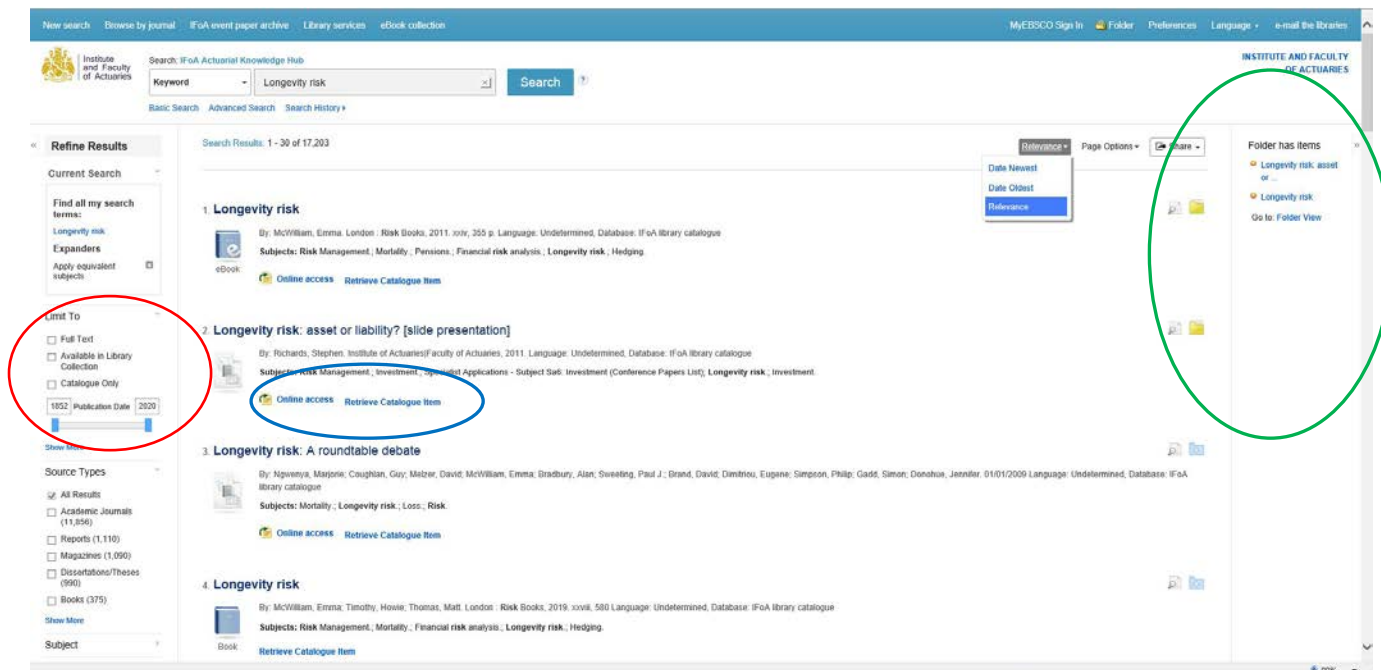 New search Browse by journal IFoA event paper archive Library services eBook collection
MyEBSCO Sign In Folder Preferences Language e-mail the libraries
Institute
and Faculty
of Actuaries
Search: IFoA Actuarial Knowledge Hub
Keyword Longevity risk Search
Basic Search Advanced Search Search History
INSTITUTE AND FACULTY
OF ACTUARIES
« Refine Results
Current Search
Find all my search
terms:
Longevity risk
Expanders
Apply equivalent
subjects
Limit To
Full Text
Available in Library
Collection
Catalogue Only
1852 Publication Date 2020
Show More
Source Types
All Results
Academic Journals
(11,856)
Reports (1,110)
Magazines (1,090)
Dissertations/Theses
(990)
Books (375)
Show More
Subject
Search Results: 1 - 30 of 17,203
Relevance Page Options Share
Date Newest
Date Oldest
Relevance
1. Longevity risk
By: McWilliam, Emma. London : Risk Books, 2011. xxiv, 355 p. Language: Undetermined, Database: IFoA library catalogue
Subjects: Risk Management.; Mortality.; Pensions.; Financial risk analysis.; Longevity risk.; Hedging.
eBook
Online access Retrieve Catalogue Item
2. Longevity risk: asset or liability? [slide presentation]
By: Richards, Stephen. Institute of Actuaries|Faculty of Actuaries, 2011. Language: Undetermined, Database: IFoA library catalogue
Subjects: Risk Management.; Investment.; Specialist Applications - Subject Sa6: Investment (Conference Papers List); Longevity risk.; Investment.
Online access Retrieve Catalogue Item
3. Longevity risk: A roundtable debate
By: Ngwenya, Marjorie; Coughlan, Guy; Melzer, David; McWilliam, Emma; Bradbury, Alan; Sweeting, Paul J.; Brand, David; Dimitriou, Eugene; Simpson, Philip; Gadd, Simon; Donohue, Jennifer. 01/01/2009 Language: Undetermined, Database: IFoA
library catalogue
Subjects: Mortality.; Longevity risk.; Loss.; Risk.
Online access Retrieve Catalogue Item
4. Longevity risk
By: McWilliam, Emma; Timothy, Howie; Thomas, Matt. London : Risk Books, 2019. xxviii, 580 Language: Undetermined, Database: IFoA library catalogue
Subjects: Risk Management.; Mortality.; Financial risk analysis.; Longevity risk.; Hedging.
Book
Retrieve Catalogue Item
Folder has items »
Longevity risk: asset
or ...
Longevity risk
Go to: Folder View